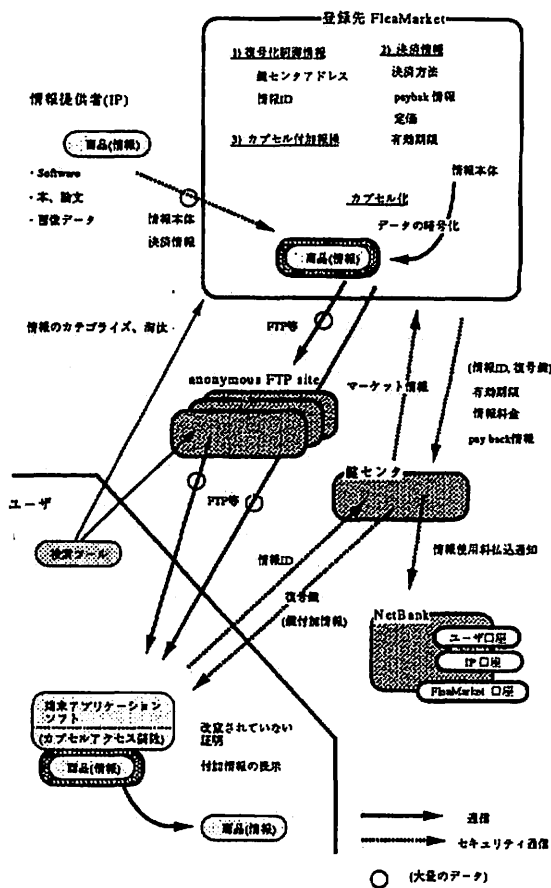 登録先 FleaMarket
1) 復号化関連情報
鍵センタアドレス
情報ID
2) 決済情報
決済方法
paybak 情報
定価
有効期限
3) カプセル付加情報
情報提供者(IP)
商品(情報)
・Software
・本、論文
・画像データ
情報本体
決済情報
情報本体
カプセル化
データの暗号化
商品(情報)
情報のカテゴライズ、淘汰
FTP等
anonymous FTP site
マーケット情報
(情報ID, 復号鍵)
有効期限
情報料金
pay back情報
鍵センタ
ユーザ
FTP等
検索ツール
情報ID
情報使用料払込通知
復号鍵
(鍵付加情報)
NetBank
ユーザ口座
IP 口座
FleaMarket 口座
端末アプリケーション
ソフト
(カプセルアクセス関数)
商品(情報)
改竄されていない
証明
付加情報の表示
商品(情報)
通信
セキュリティ通信
(大量のデータ)